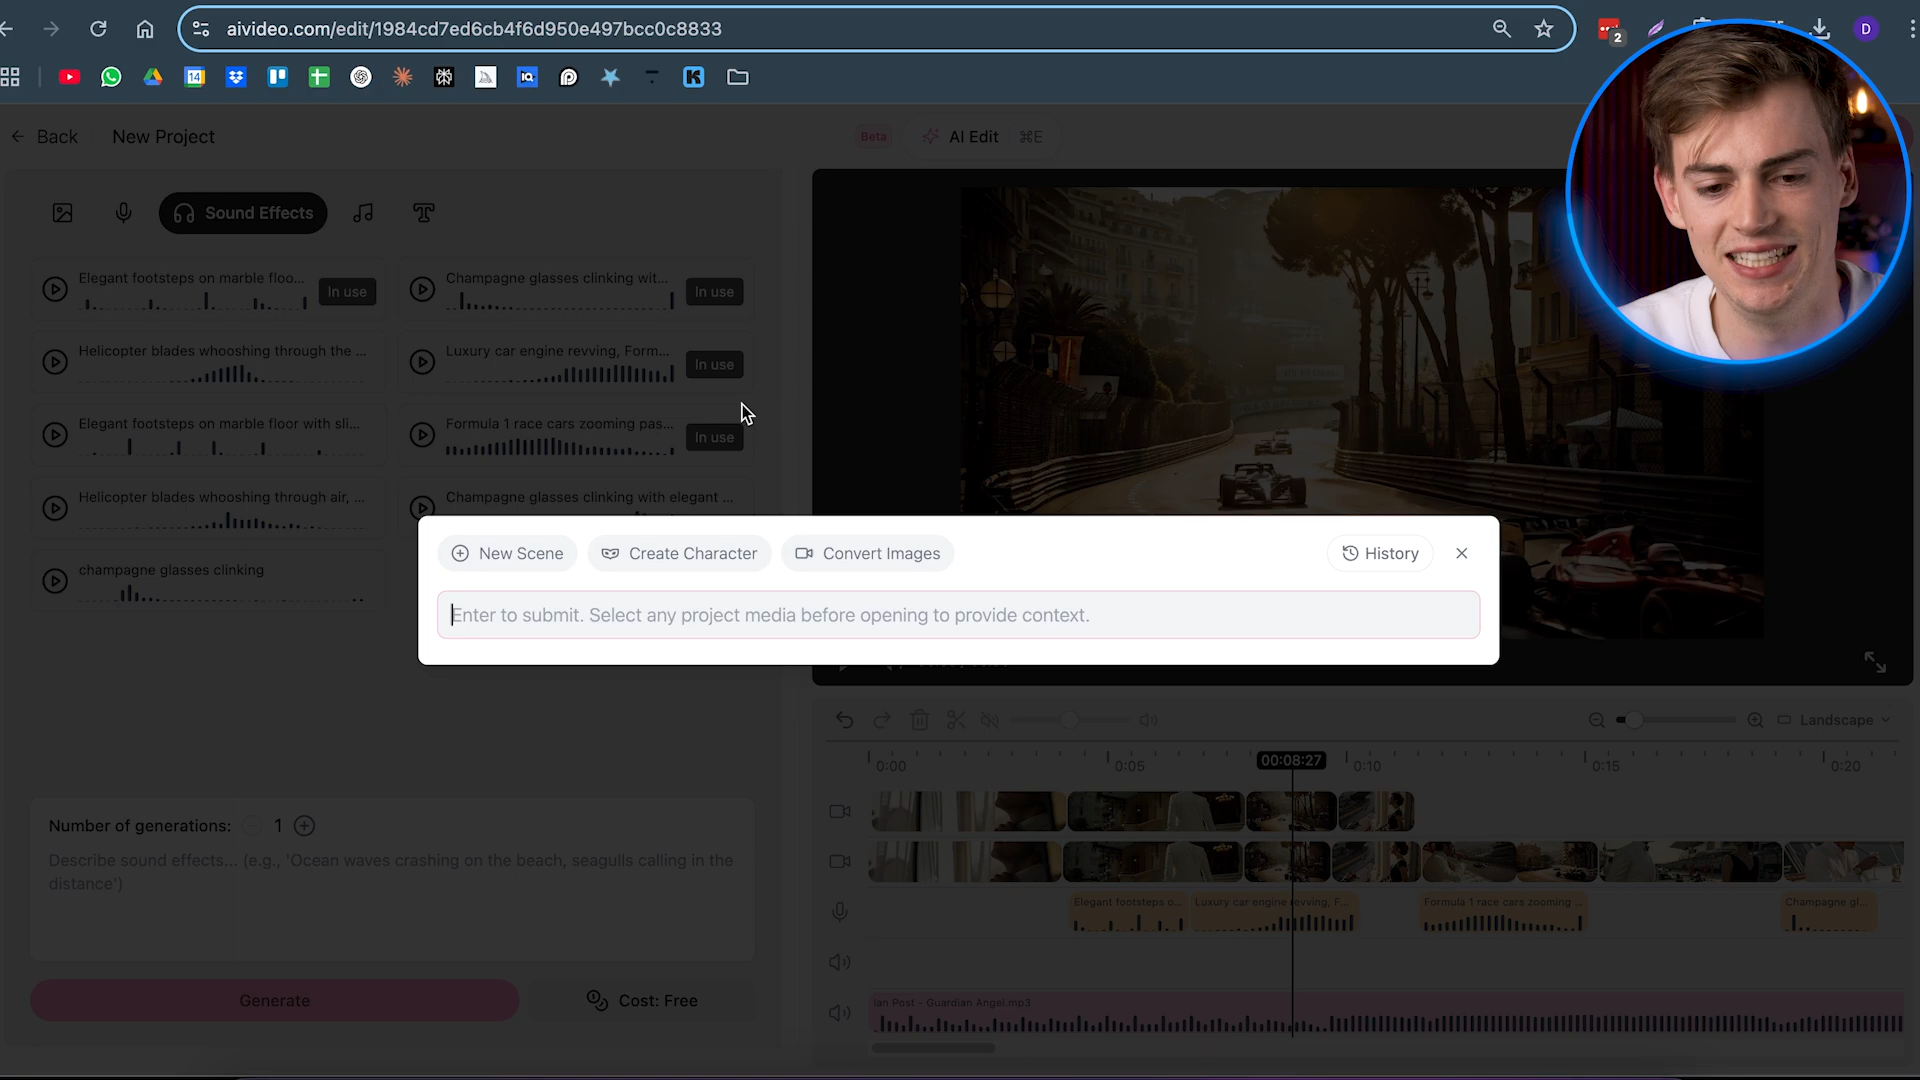 aivideo.com/edit/1984cd7ed6cb4f6d950e497bcc0c8833
2
D
14
IQ
K
Back
New Project
Beta
AI Edit
⌘E
Sound Effects
Elegant footsteps on marble floo...
In use
Champagne glasses clinking wit...
In use
Helicopter blades whooshing through the ...
Luxury car engine revving, Form...
In use
Elegant footsteps on marble floor with sli...
Formula 1 race cars zooming pas...
In use
Helicopter blades whooshing through air, ...
Champagne glasses clinking with elegant ...
champagne glasses clinking
New Scene
Create Character
Convert Images
History
Enter to submit. Select any project media before opening to provide context.
Landscape
0:00
0:05
00:08:27
0:10
0:15
0:20
Number of generations:
1
Describe sound effects... (e.g., 'Ocean waves crashing on the beach, seagulls calling in the
distance')
Elegant footsteps o...
Luxury car engine revving, F...
Formula 1 race cars zooming ...
Champagne gl...
Generate
Cost: Free
Ian Post - Guardian Angel.mp3